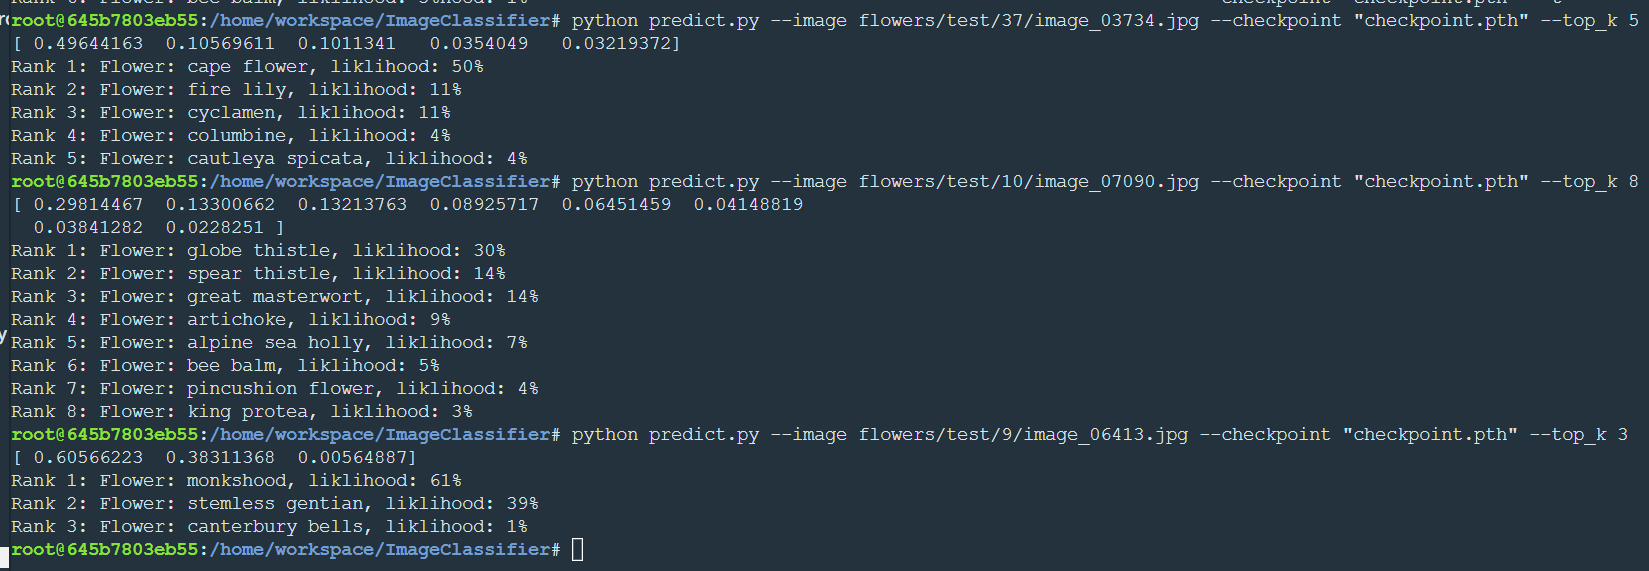 root@645b7803eb55:/home/workspace/ImageClassifier# python predict.py --image flowers/test/37/image_03734.jpg --checkpoint "checkpoint.pth" --top_k 5
[ 0.49644163  0.10569611  0.1011341   0.0354049   0.03219372]
Rank 1: Flower: cape flower, liklihood: 50%
Rank 2: Flower: fire lily, liklihood: 11%
Rank 3: Flower: cyclamen, liklihood: 11%
Rank 4: Flower: columbine, liklihood: 4%
Rank 5: Flower: cautleya spicata, liklihood: 4%
root@645b7803eb55:/home/workspace/ImageClassifier# python predict.py --image flowers/test/10/image_07090.jpg --checkpoint "checkpoint.pth" --top_k 8
[ 0.29814467  0.13300662  0.13213763  0.08925717  0.06451459  0.04148819
  0.03841282  0.0228251 ]
Rank 1: Flower: globe thistle, liklihood: 30%
Rank 2: Flower: spear thistle, liklihood: 14%
Rank 3: Flower: great masterwort, liklihood: 14%
Rank 4: Flower: artichoke, liklihood: 9%
Rank 5: Flower: alpine sea holly, liklihood: 7%
Rank 6: Flower: bee balm, liklihood: 5%
Rank 7: Flower: pincushion flower, liklihood: 4%
Rank 8: Flower: king protea, liklihood: 3%
root@645b7803eb55:/home/workspace/ImageClassifier# python predict.py --image flowers/test/9/image_06413.jpg --checkpoint "checkpoint.pth" --top_k 3
[ 0.60566223  0.38311368  0.00564887]
Rank 1: Flower: monkshood, liklihood: 61%
Rank 2: Flower: stemless gentian, liklihood: 39%
Rank 3: Flower: canterbury bells, liklihood: 1%
root@645b7803eb55:/home/workspace/ImageClassifier#